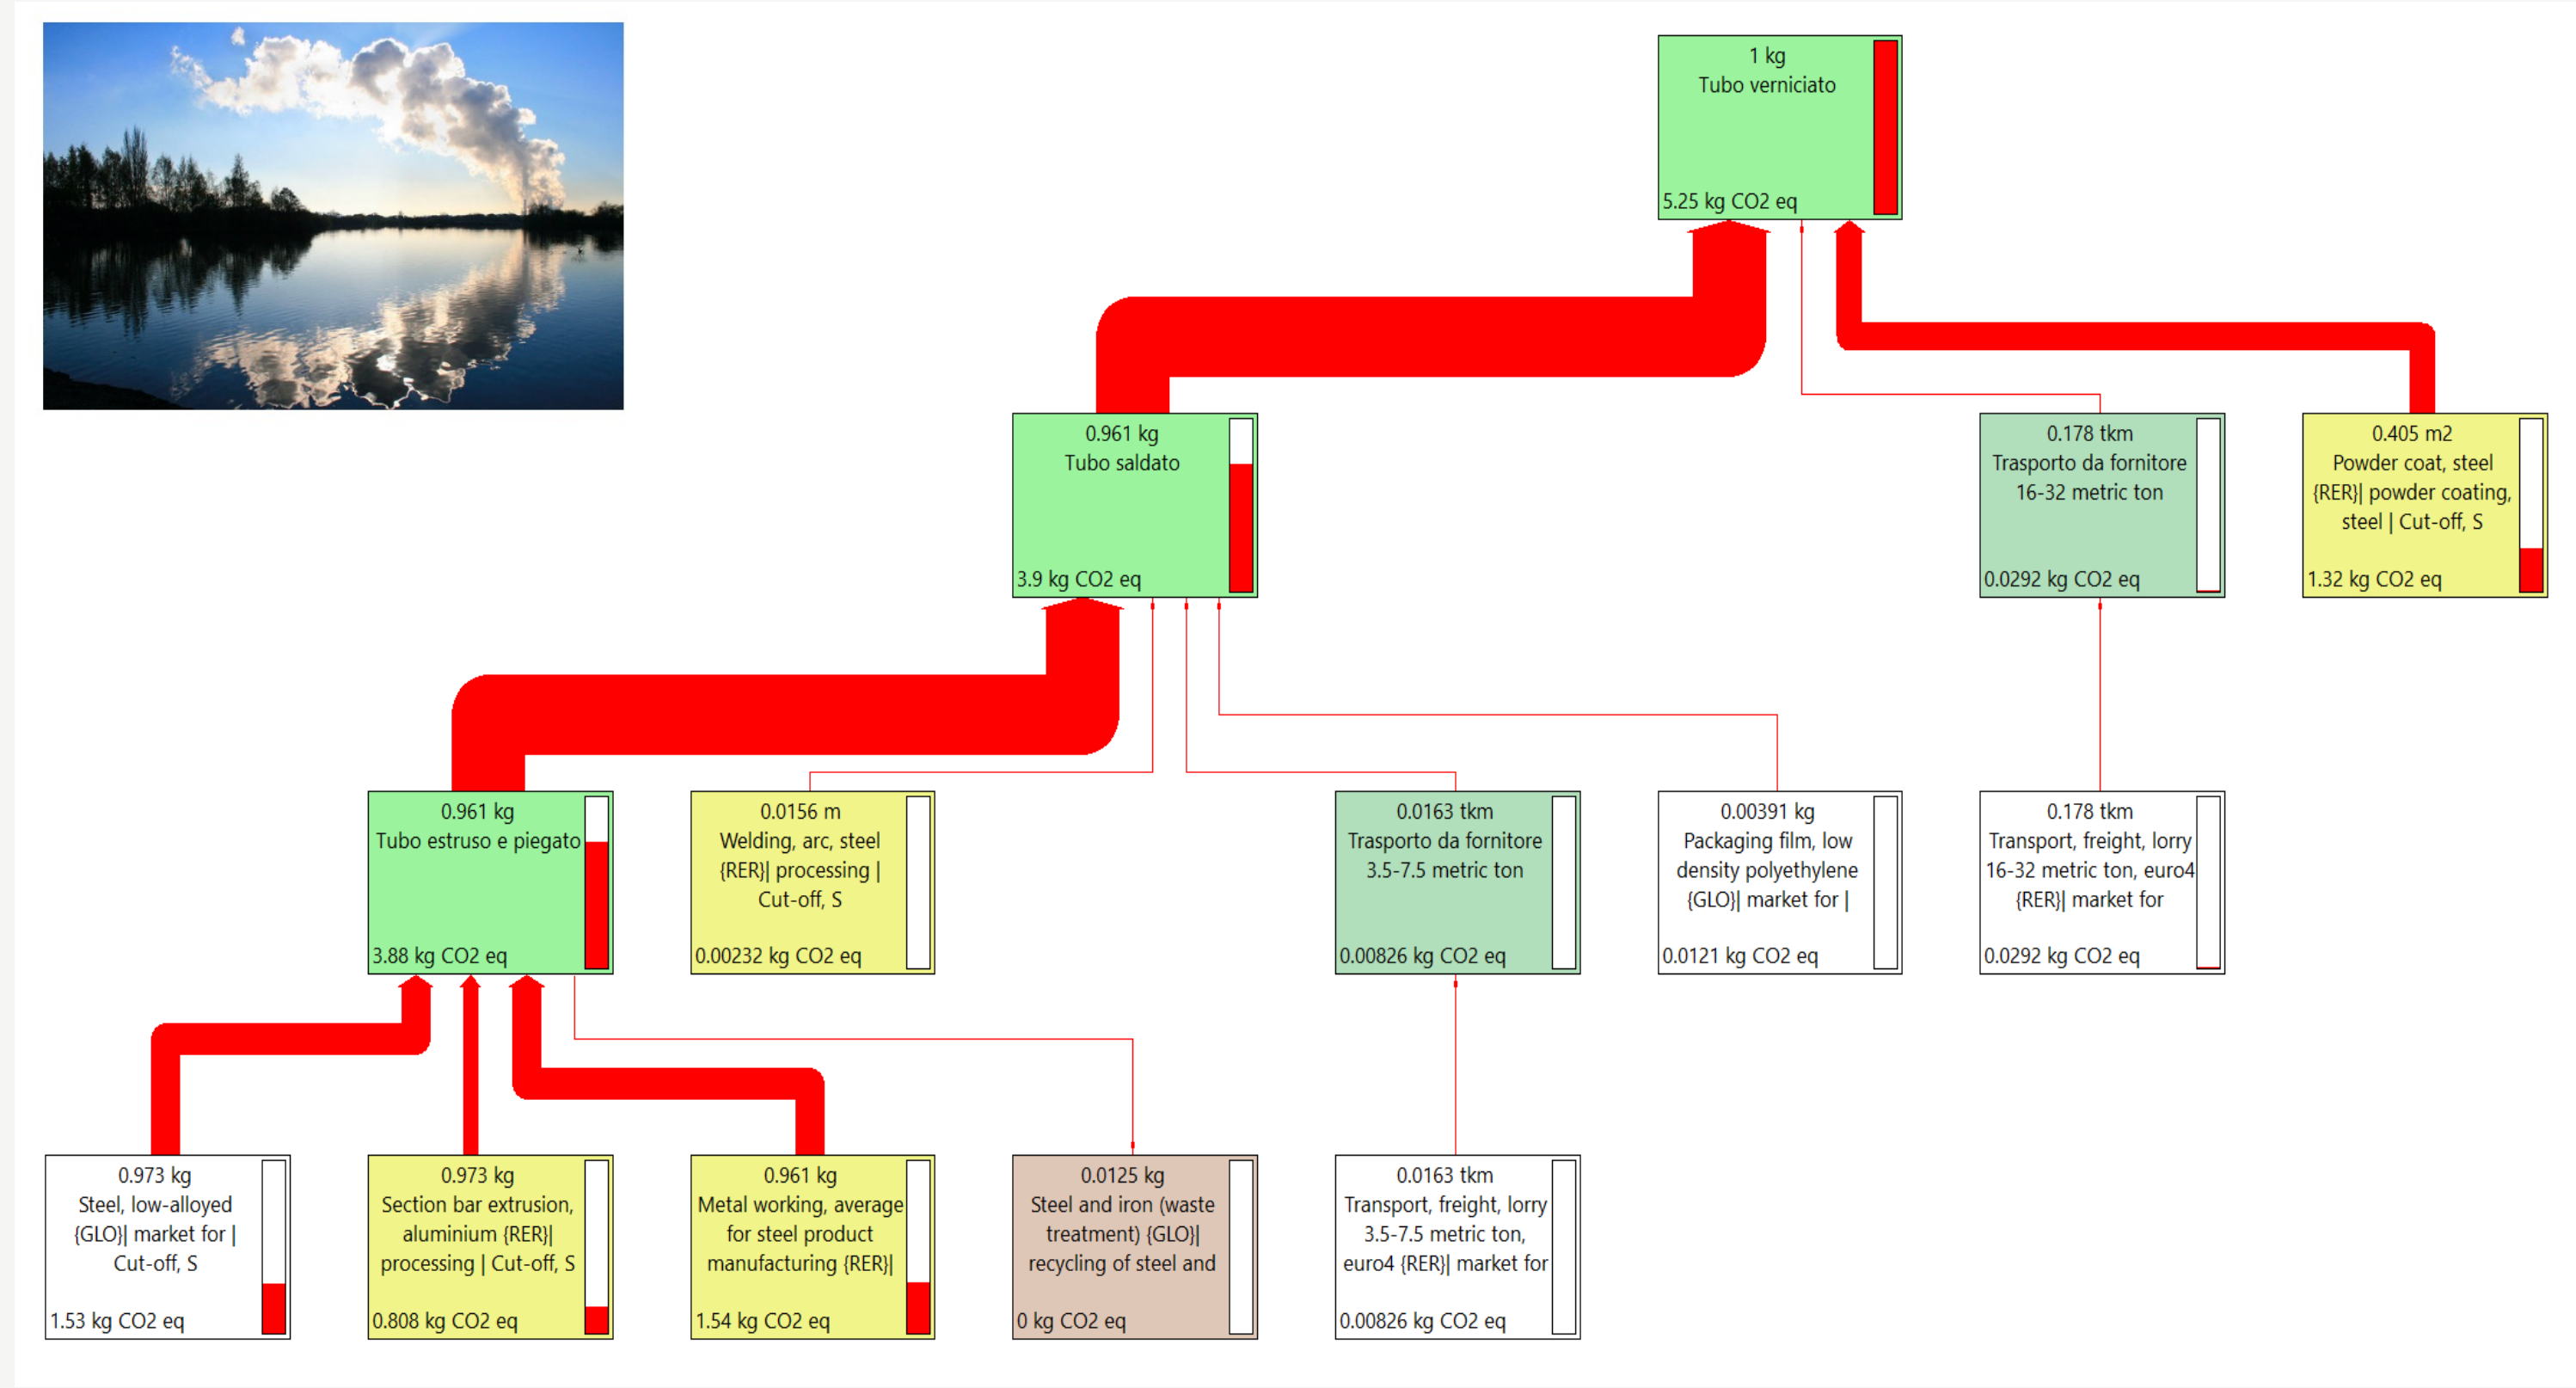 1 kg
Tubo verniciato
5.25 kg CO2 eq
0.961 kg
Tubo saldato
3.9 kg CO2 eq
0.178 tkm
Trasporto da fornitore
16-32 metric ton
0.0292 kg CO2 eq
0.405 m2
Powder coat, steel
{RER}| powder coating,
steel | Cut-off, S
1.32 kg CO2 eq
0.961 kg
Tubo estruso e piegato
3.88 kg CO2 eq
0.0156 m
Welding, arc, steel
{RER}| processing |
Cut-off, S
0.00232 kg CO2 eq
0.0163 tkm
Trasporto da fornitore
3.5-7.5 metric ton
0.00826 kg CO2 eq
0.00391 kg
Packaging film, low
density polyethylene
{GLO}| market for |
0.0121 kg CO2 eq
0.178 tkm
Transport, freight, lorry
16-32 metric ton, euro4
{RER}| market for
0.0292 kg CO2 eq
0.973 kg
Steel, low-alloyed
{GLO}| market for |
Cut-off, S
1.53 kg CO2 eq
0.973 kg
Section bar extrusion,
aluminium {RER}|
processing | Cut-off, S
0.808 kg CO2 eq
0.961 kg
Metal working, average
for steel product
manufacturing {RER}|
1.54 kg CO2 eq
0.0125 kg
Steel and iron (waste
treatment) {GLO}|
recycling of steel and
0 kg CO2 eq
0.0163 tkm
Transport, freight, lorry
3.5-7.5 metric ton,
euro4 {RER}| market for
0.00826 kg CO2 eq